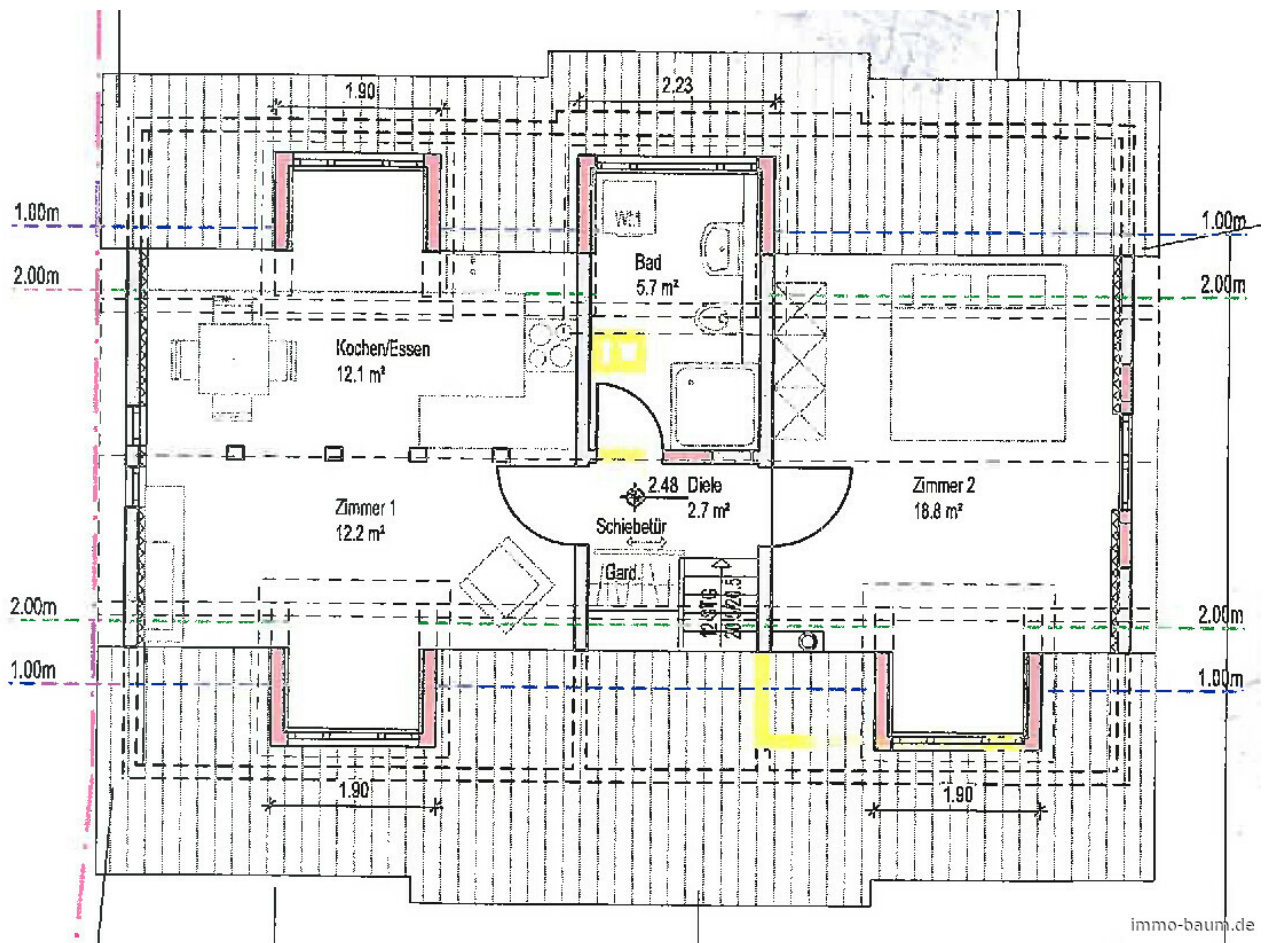 1.90
2.23
1.00m
1.00m
2.00m
2.00m
Bad
5.7 m²
Kochen/Essen
12.1 m²
2.48 Diele
2.7 m²
Zimmer 1
12.2 m²
Zimmer 2
18.8 m²
Schiebetür
Gard.
12 STG
2.00m
2.00m
1.00m
1.00m
1.90
1.90
immo-baum.de